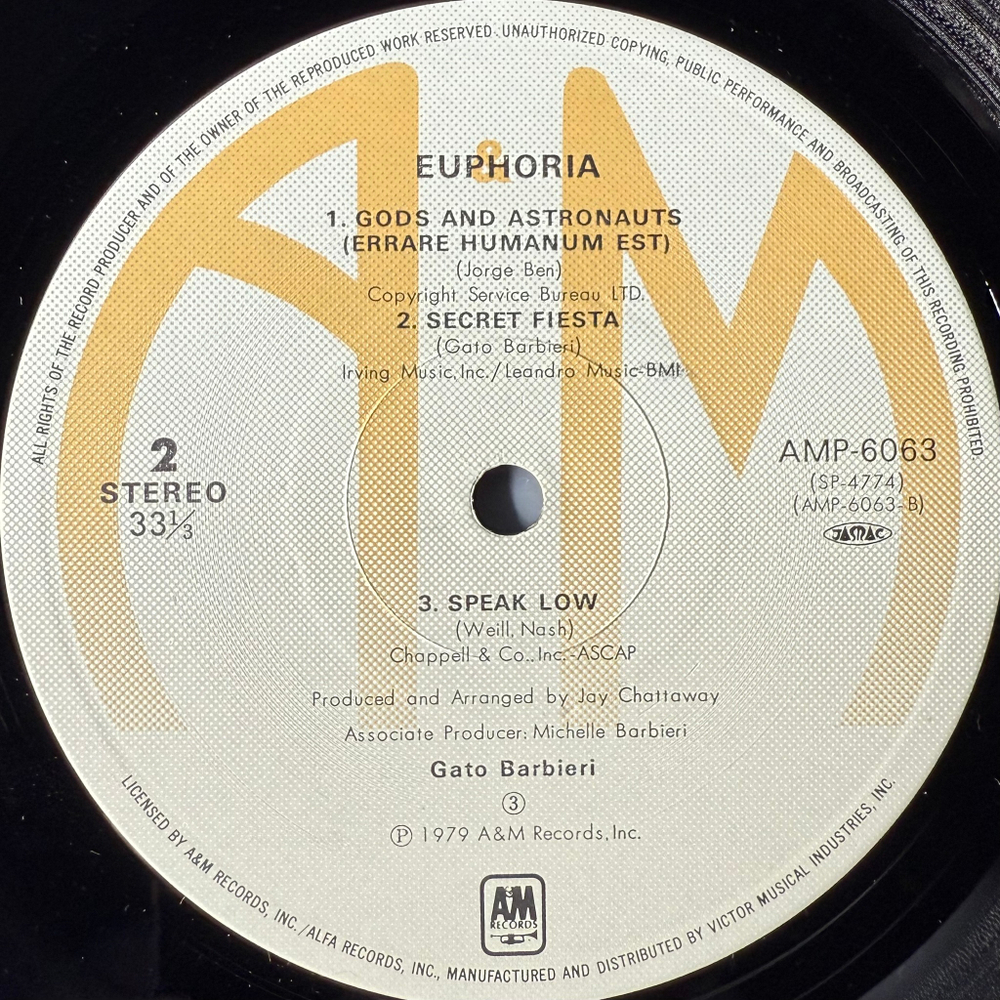 ALL RIGHTS OF THE RECORD PRODUCER AND OF THE OWNER OF THE REPRODUCED WORK RESERVED. UNAUTHORIZED COPYING, PUBLIC PERFORMANCE AND BROADCASTING OF THIS RECORDING PROHIBITED.
A&M
EUPHORIA
1. GODS AND ASTRONAUTS
(ERRARE HUMANUM EST)
(Jorge Ben)
Copyright Service Bureau LTD.
2. SECRET FIESTA
(Gato Barbieri)
Irving Music, Inc./Leandro Music-BMI
2
STEREO
33⅓
AMP-6063
(SP-4774)
(AMP-6063-B)
JASRAC
3. SPEAK LOW
(Weill, Nash)
Chappell & Co., Inc.-ASCAP
Produced and Arranged by Jay Chattaway
Associate Producer: Michelle Barbieri
Gato Barbieri
③
Ⓟ 1979 A&M Records, Inc.
A&M
RECORDS
LICENSED BY A&M RECORDS, INC./ALFA RECORDS, INC., MANUFACTURED AND DISTRIBUTED BY VICTOR MUSICAL INDUSTRIES, INC.